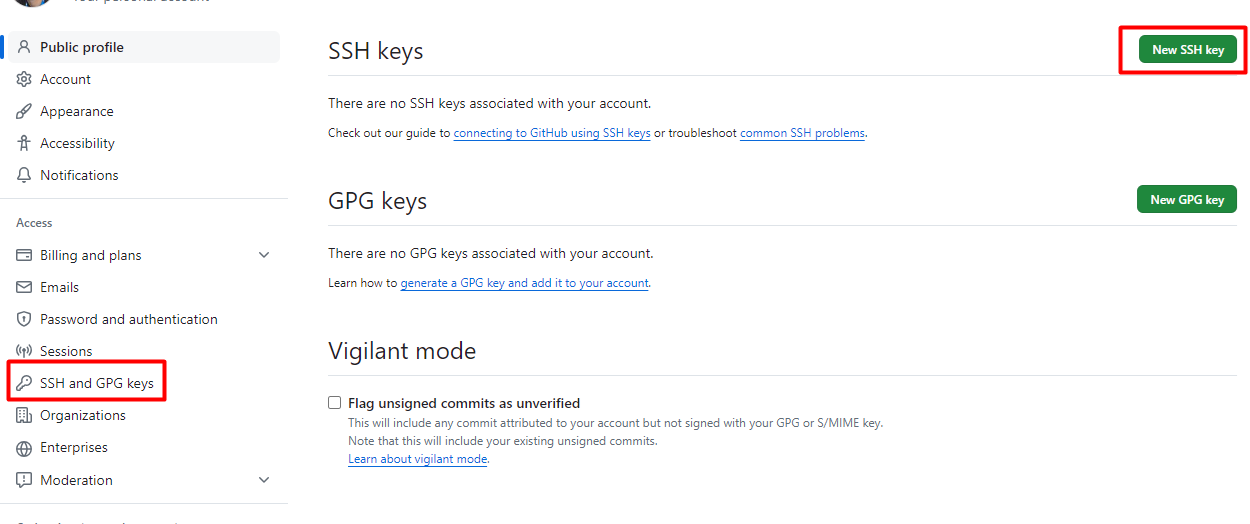 Your personal account
Public profile
Account
Appearance
Accessibility
Notifications
Access
Billing and plans
Emails
Password and authentication
Sessions
SSH and GPG keys
Organizations
Enterprises
Moderation
SSH keys
New SSH key
There are no SSH keys associated with your account.
Check out our guide to connecting to GitHub using SSH keys or troubleshoot common SSH problems.
GPG keys
New GPG key
There are no GPG keys associated with your account.
Learn how to generate a GPG key and add it to your account.
Vigilant mode
Flag unsigned commits as unverified
This will include any commit attributed to your account but not signed with your GPG or S/MIME key.
Note that this will include your existing unsigned commits.
Learn about vigilant mode.